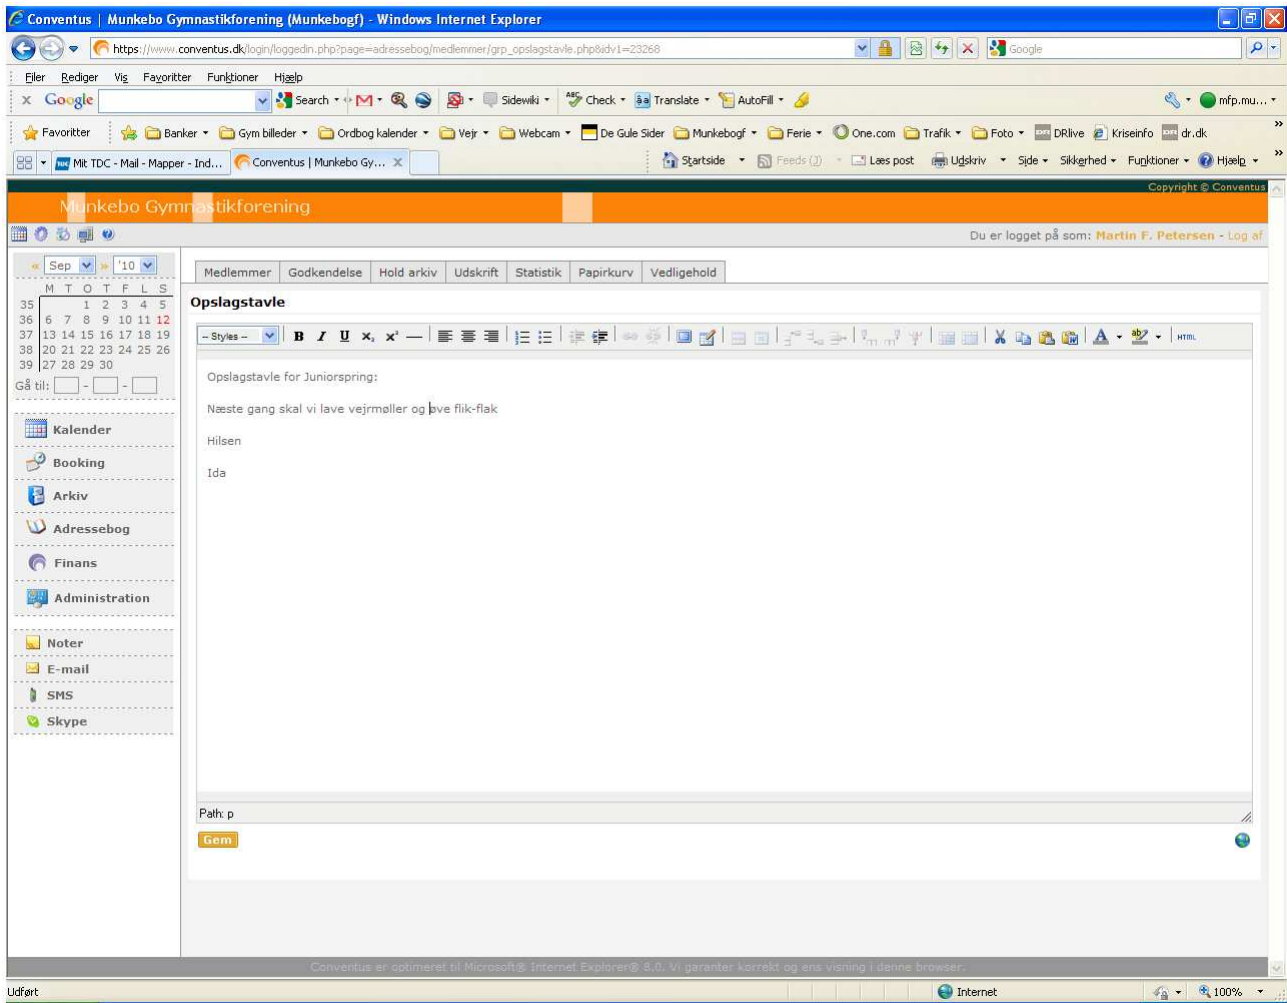 Conventus | Munkebo Gymnastikforening (Munkebogf) - Windows Internet Explorer
https://www.conventus.dk/login/loggedin.php?page=adressebog/medlemmer/grp_opslagstavle.php&idv1=23268
Google
Filer Rediger Vis Favoritter Funktioner Hjælp
x Google Search Sidewiki ABC Check Translate AutoFill mfp.mu...
Favoritter Banker Gym billeder Ordbog kalender Vejr Webcam De Gule Sider Munkebogf Ferie One.com Trafik Foto DRlive Kriseinfo dr.dk »
Mit TDC - Mail - Mapper - Ind... Conventus | Munkebo Gy... X Startside Feeds (J) Læs post Udskriv Side Sikkerhed Funktioner Hjælp »
Copyright © Conventus
Munkebo Gymnastikforening
Du er logget på som: Martin F. Petersen - Log af
« Sep » '10
M T O T F L S
35 1 2 3 4 5
36 6 7 8 9 10 11 12
37 13 14 15 16 17 18 19
38 20 21 22 23 24 25 26
39 27 28 29 30
Gå til: - -
Kalender
Booking
Arkiv
Adressebog
Finans
Administration
Noter
E-mail
SMS
Skype
Medlemmer Godkendelse Hold arkiv Udskrift Statistik Papirkurv Vedligehold
Opslagstavle
-- Styles -- B I U x, x² — A ab HTML
Opslagstavle for Juniorspring:
Næste gang skal vi lave vejrmøller og øve flik-flak
Hilsen
Ida
Path: p
Gem
Conventus er optimeret til Microsoft® Internet Explorer® 8.0. Vi garanter korrekt og ens visning i denne browser.
Udført Internet 100%